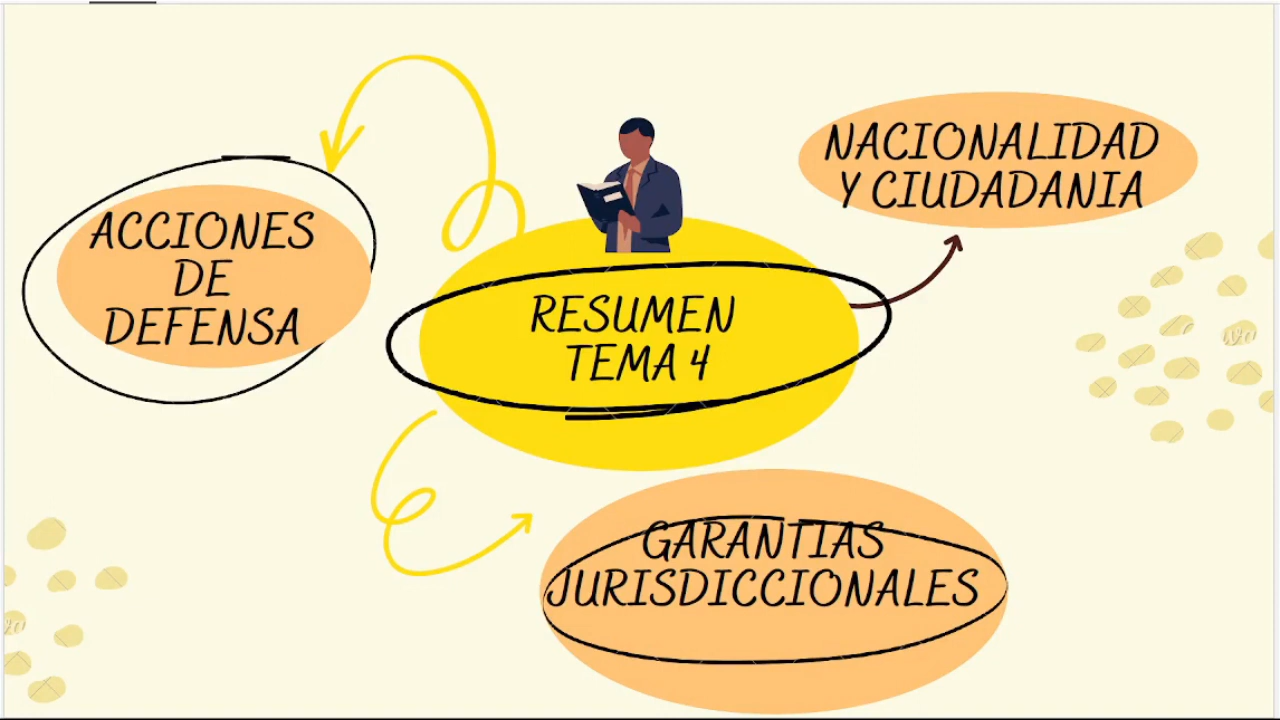 NACIONALIDAD
Y CIUDADANIA
ACCIONES
DE
DEFENSA
RESUMEN
TEMA 4
GARANTIAS
JURISDICCIONALES